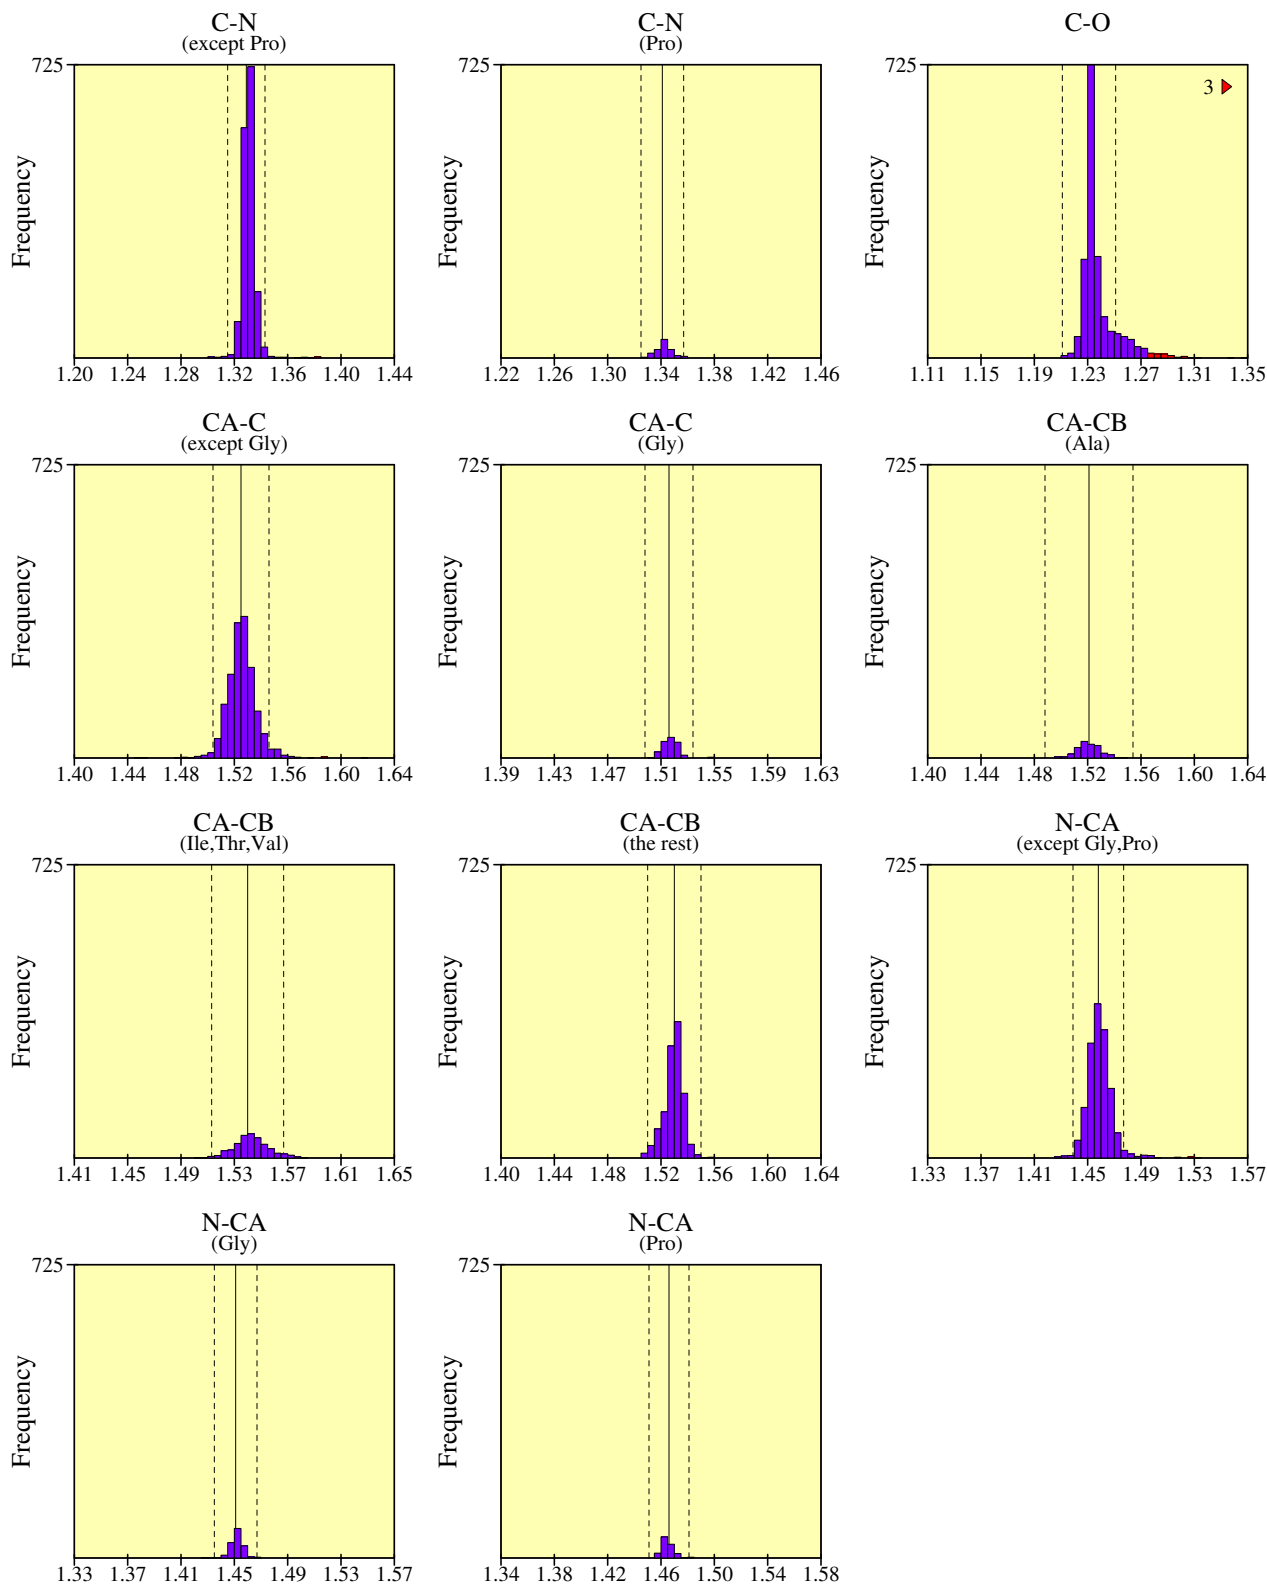 C-N
(except Pro)
725
Frequency
1.20 1.24 1.28 1.32 1.36 1.40 1.44
C-N
(Pro)
725
Frequency
1.22 1.26 1.30 1.34 1.38 1.42 1.46
C-O
725
3
Frequency
1.11 1.15 1.19 1.23 1.27 1.31 1.35
CA-C
(except Gly)
725
Frequency
1.40 1.44 1.48 1.52 1.56 1.60 1.64
CA-C
(Gly)
725
Frequency
1.39 1.43 1.47 1.51 1.55 1.59 1.63
CA-CB
(Ala)
725
Frequency
1.40 1.44 1.48 1.52 1.56 1.60 1.64
CA-CB
(Ile,Thr,Val)
725
Frequency
1.41 1.45 1.49 1.53 1.57 1.61 1.65
CA-CB
(the rest)
725
Frequency
1.40 1.44 1.48 1.52 1.56 1.60 1.64
N-CA
(except Gly,Pro)
725
Frequency
1.33 1.37 1.41 1.45 1.49 1.53 1.57
N-CA
(Gly)
725
Frequency
1.33 1.37 1.41 1.45 1.49 1.53 1.57
N-CA
(Pro)
725
Frequency
1.34 1.38 1.42 1.46 1.50 1.54 1.58